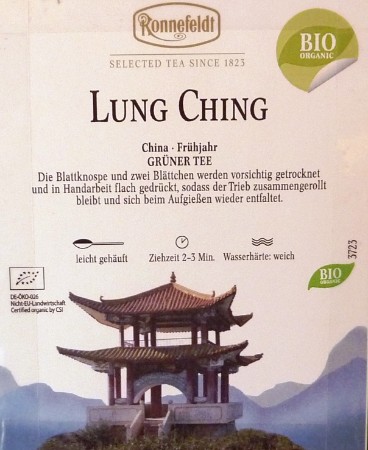 Ronnefeldt
SELECTED TEA SINCE 1823
BIO
ORGANIC
LUNG CHING
China · Frühjahr
GRÜNER TEE
Die Blattknospe und zwei Blättchen werden vorsichtig getrocknet
und in Handarbeit flach gedrückt, sodass der Trieb zusammengerollt
bleibt und sich beim Aufgießen wieder entfaltet.
leicht gehäuft
Ziehzeit 2-3 Min.
Wasserhärte: weich
3723
DE-ÖKO-026
Nicht-EU-Landwirtschaft
Certified organic by CSI
BIO
ORGANIC